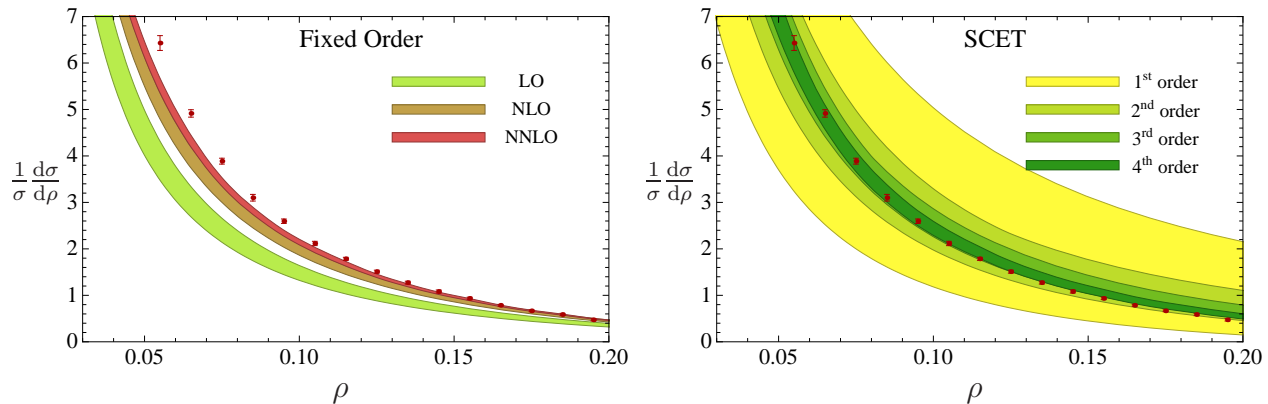 Fixed Order
LO
NLO
NNLO
7
6
5
4
3
2
1
0
1/σ dσ/dρ
0.05 0.10 0.15 0.20
ρ
SCET
1st order
2nd order
3rd order
4th order
7
6
5
4
3
2
1
0
1/σ dσ/dρ
0.05 0.10 0.15 0.20
ρ